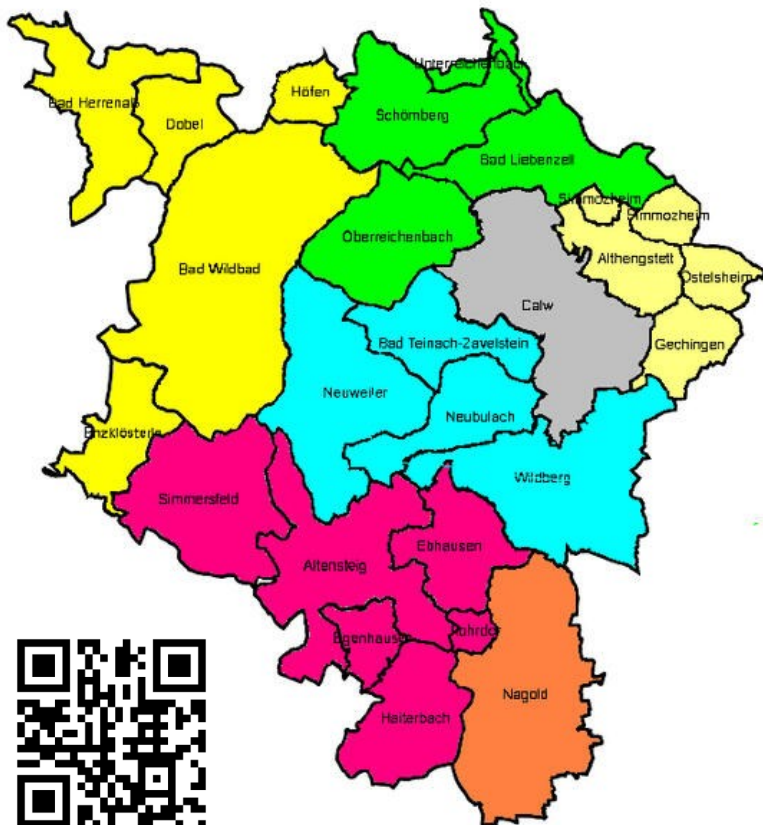 Unterreichenbach
Höfen
Bad Herrenalb
Schömberg
Dobel
Bad Liebenzell
Simmozheim
Simmozheim
Oberreichenbach
Althengstett
Bad Wildbad
Ostelsheim
Calw
Bad Teinach-Zavelstein
Gechingen
Neuweiler
Neubulach
Enzklösterle
Wildberg
Simmersfeld
Ebhausen
Altensteig
Egenhausen
Rohrdorf
Nagold
Haiterbach